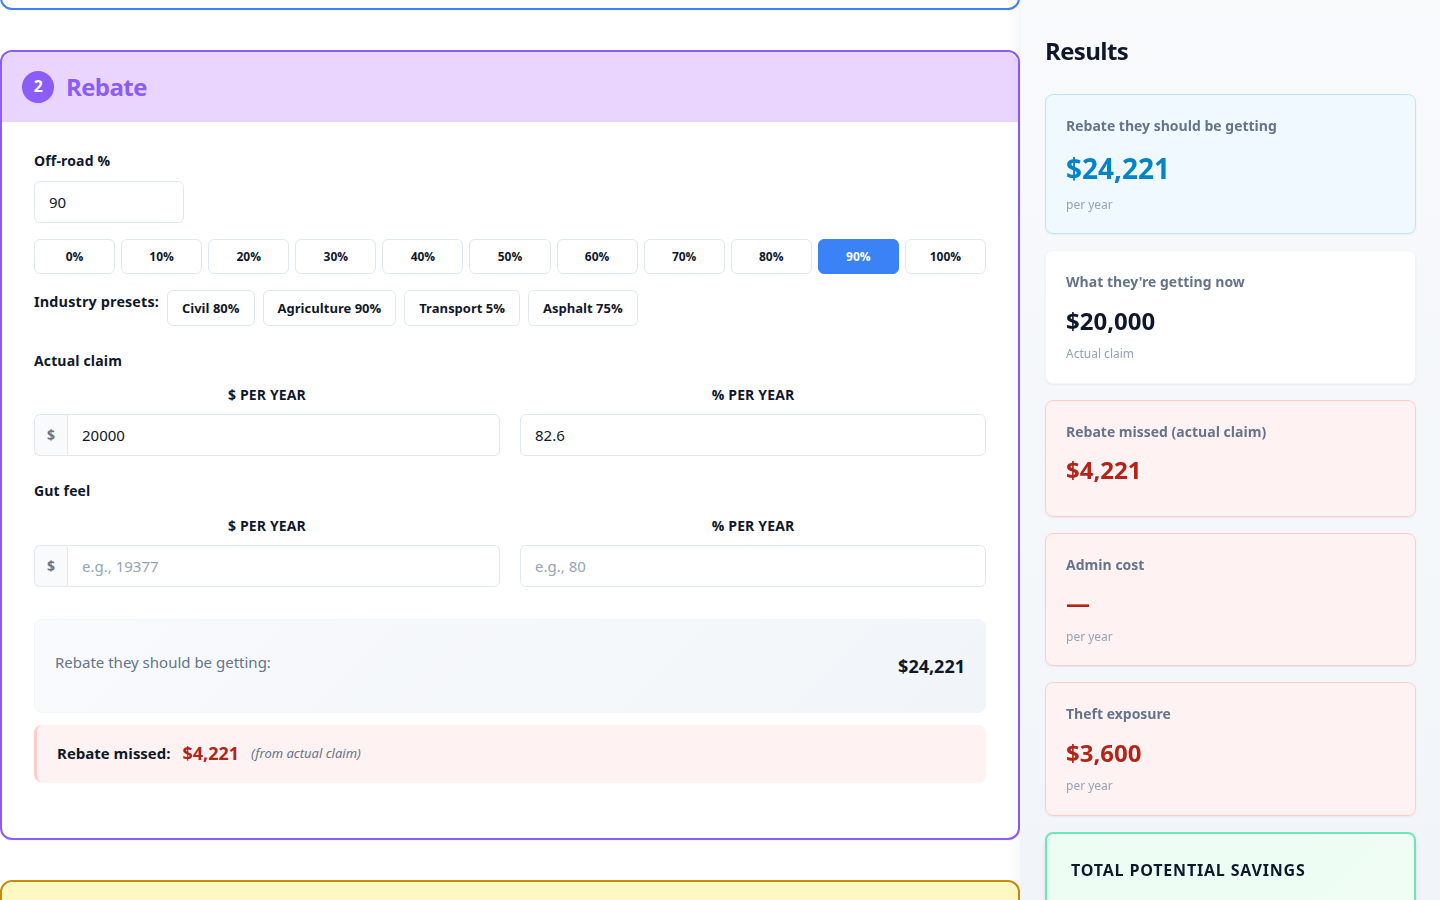 2
Rebate
Off-road %
90
0%
10%
20%
30%
40%
50%
60%
70%
80%
90%
100%
Industry presets:
Civil 80%
Agriculture 90%
Transport 5%
Asphalt 75%
Actual claim
$ PER YEAR
% PER YEAR
$
20000
82.6
Gut feel
$ PER YEAR
% PER YEAR
$
e.g., 19377
e.g., 80
Rebate they should be getting:
$24,221
Rebate missed:
$4,221
(from actual claim)
Results
Rebate they should be getting
$24,221
per year
What they're getting now
$20,000
Actual claim
Rebate missed (actual claim)
$4,221
Admin cost
—
per year
Theft exposure
$3,600
per year
TOTAL POTENTIAL SAVINGS